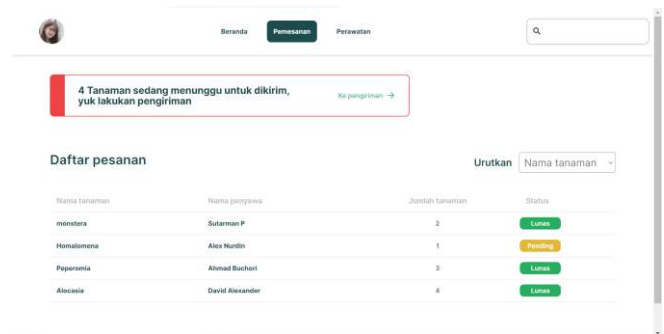 Beranda Pemesanan Perawatan
4 Tanaman sedang menunggu untuk dikirim,
yuk lakukan pengiriman
Ke pengiriman →
Daftar pesanan
Urutkan Nama tanaman
Nama tanaman Nama penyewa Jumlah tanaman Status
monstera Sutarman P 2 Lunas
Homalomena Alex Nurdin 1 Pending
Peperomia Ahmad Buchori 3 Lunas
Alocasia David Alexander 4 Lunas